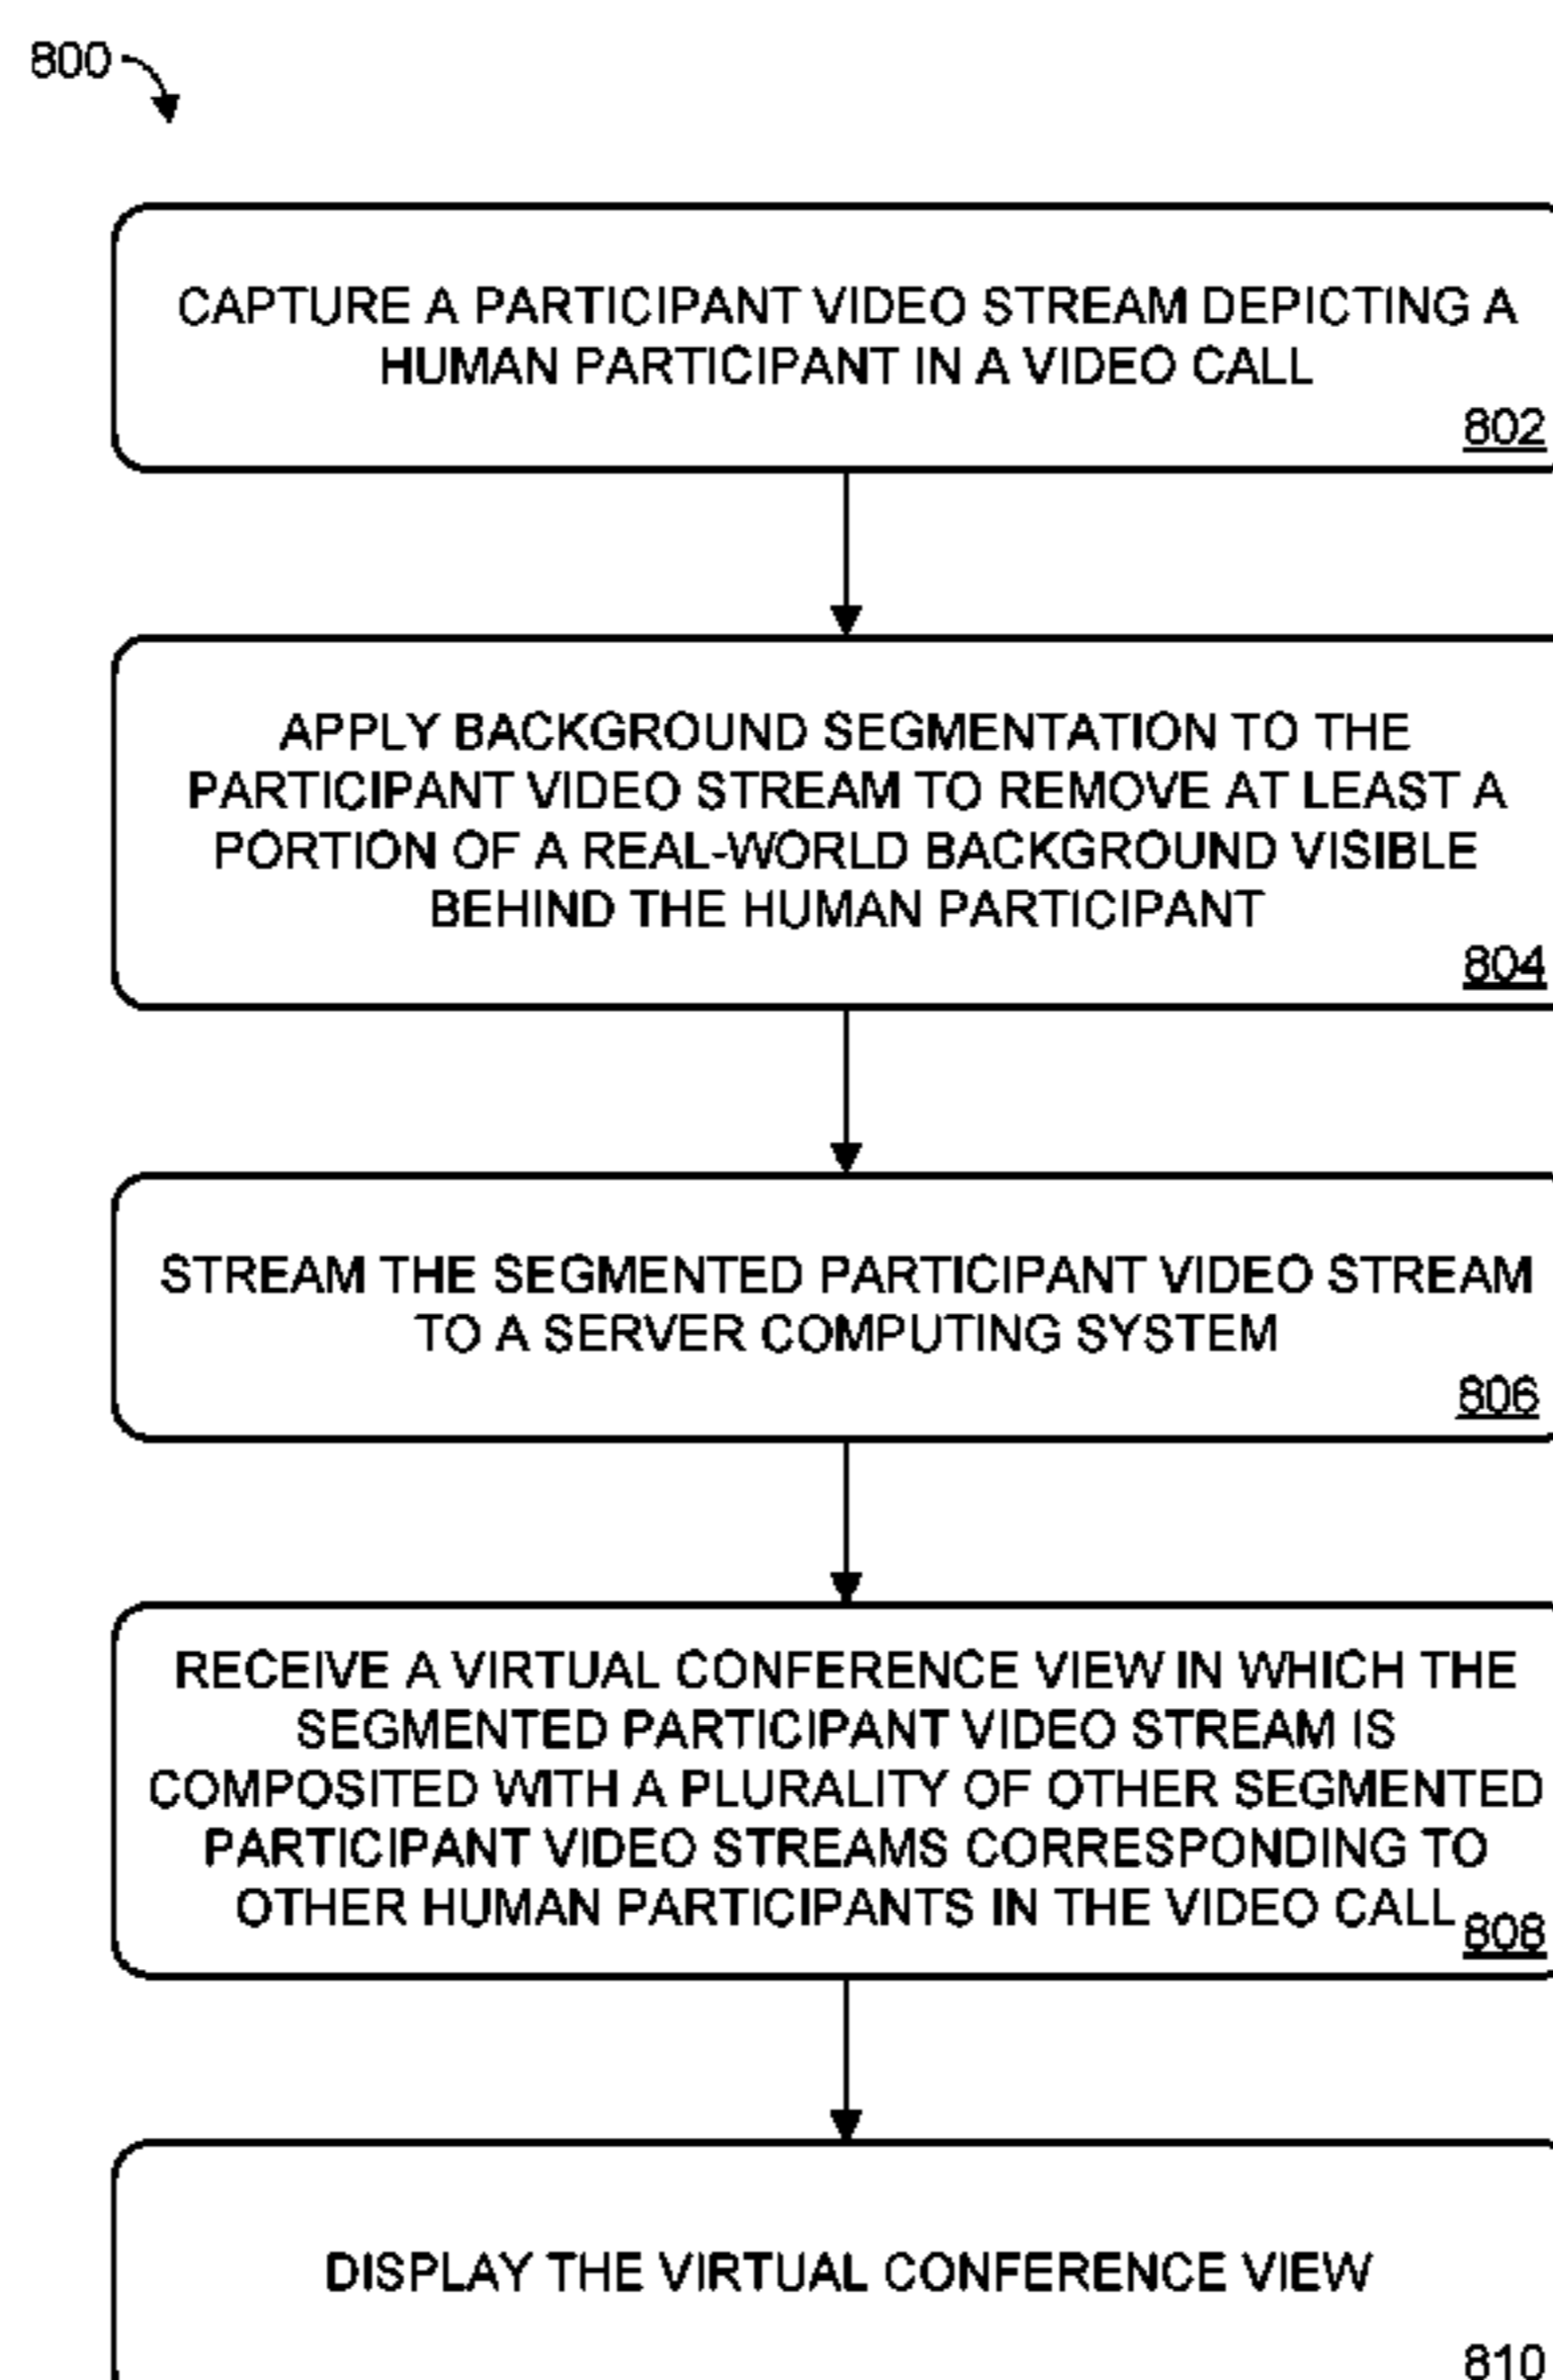 800
CAPTURE A PARTICIPANT VIDEO STREAM DEPICTING A
HUMAN PARTICIPANT IN A VIDEO CALL
802
APPLY BACKGROUND SEGMENTATION TO THE
PARTICIPANT VIDEO STREAM TO REMOVE AT LEAST A
PORTION OF A REAL-WORLD BACKGROUND VISIBLE
BEHIND THE HUMAN PARTICIPANT
804
STREAM THE SEGMENTED PARTICIPANT VIDEO STREAM
TO A SERVER COMPUTING SYSTEM
806
RECEIVE A VIRTUAL CONFERENCE VIEW IN WHICH THE
SEGMENTED PARTICIPANT VIDEO STREAM IS
COMPOSITED WITH A PLURALITY OF OTHER SEGMENTED
PARTICIPANT VIDEO STREAMS CORRESPONDING TO
OTHER HUMAN PARTICIPANTS IN THE VIDEO CALL
808
DISPLAY THE VIRTUAL CONFERENCE VIEW
810